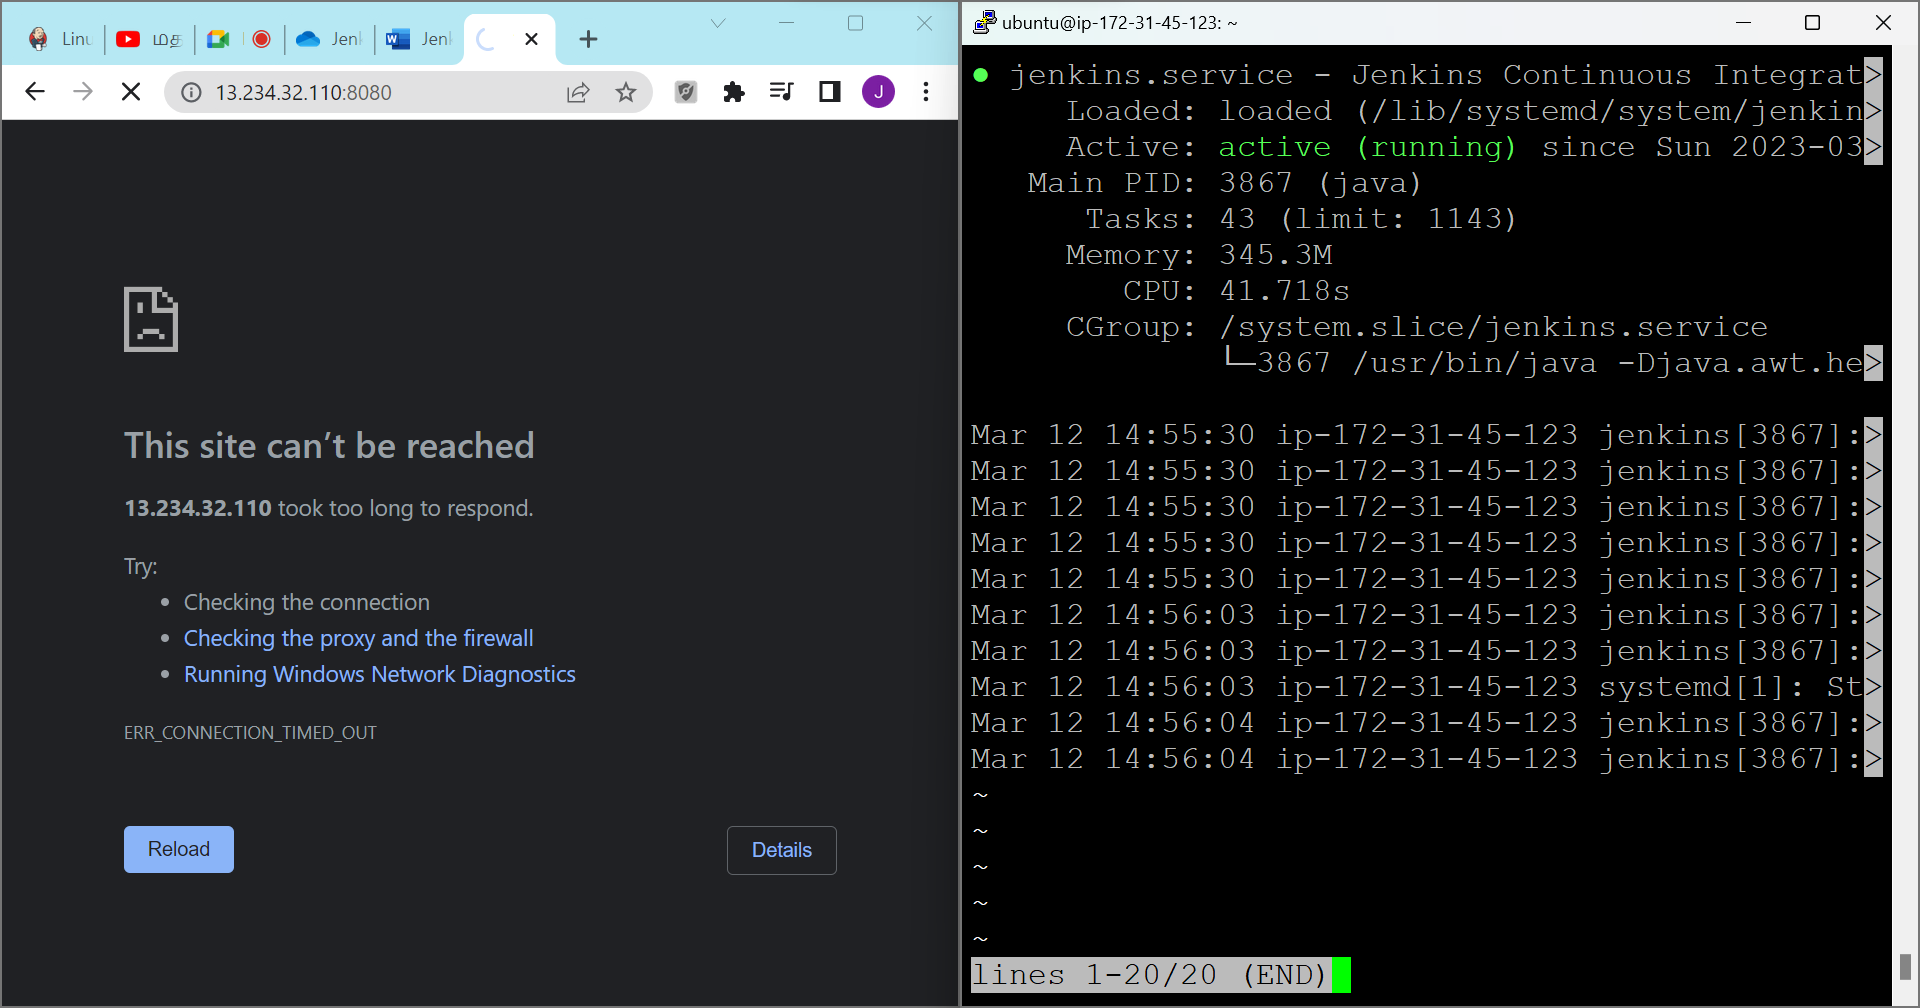 Linu
மத
Jenl
Jenl
13.234.32.110:8080
J
This site can’t be reached
13.234.32.110 took too long to respond.
Try:
• Checking the connection
• Checking the proxy and the firewall
• Running Windows Network Diagnostics
ERR_CONNECTION_TIMED_OUT
Reload
Details
ubuntu@ip-172-31-45-123: ~
● jenkins.service - Jenkins Continuous Integrat>
Loaded: loaded (/lib/systemd/system/jenkin>
Active: active (running) since Sun 2023-03>
Main PID: 3867 (java)
Tasks: 43 (limit: 1143)
Memory: 345.3M
CPU: 41.718s
CGroup: /system.slice/jenkins.service
└─3867 /usr/bin/java -Djava.awt.he>
Mar 12 14:55:30 ip-172-31-45-123 jenkins[3867]:>
Mar 12 14:55:30 ip-172-31-45-123 jenkins[3867]:>
Mar 12 14:55:30 ip-172-31-45-123 jenkins[3867]:>
Mar 12 14:55:30 ip-172-31-45-123 jenkins[3867]:>
Mar 12 14:55:30 ip-172-31-45-123 jenkins[3867]:>
Mar 12 14:56:03 ip-172-31-45-123 jenkins[3867]:>
Mar 12 14:56:03 ip-172-31-45-123 jenkins[3867]:>
Mar 12 14:56:03 ip-172-31-45-123 systemd[1]: St>
Mar 12 14:56:04 ip-172-31-45-123 jenkins[3867]:>
Mar 12 14:56:04 ip-172-31-45-123 jenkins[3867]:>
~
~
~
~
~
lines 1-20/20 (END)